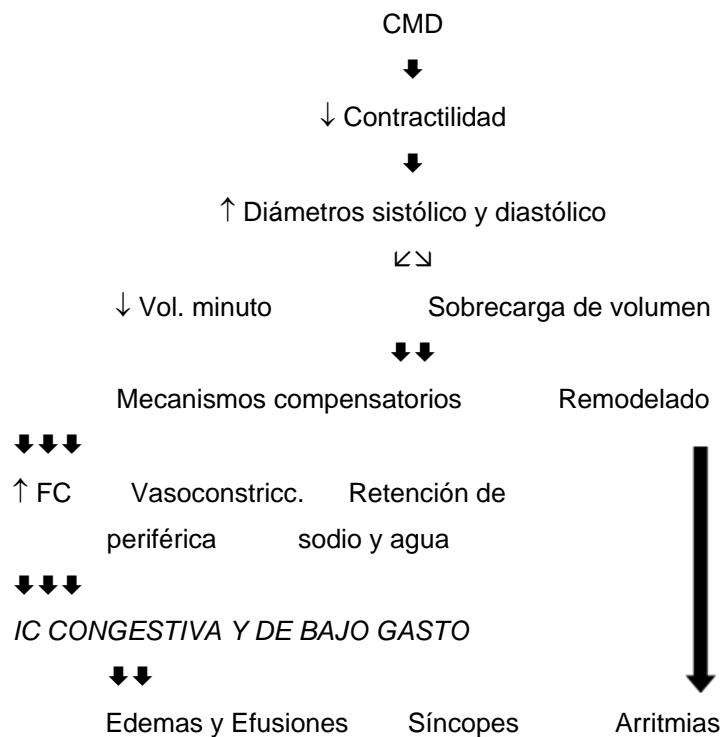 CMD
🡇
↓ Contractilidad
🡇
↑ Diámetros sistólico y diastólico
🡿🡾
↓ Vol. minuto Sobrecarga de volumen
🡇🡇
Mecanismos compensatorios Remodelado
🡇🡇🡇
↑ FC Vasoconstricc. Retención de
periférica sodio y agua
🡇🡇🡇
IC CONGESTIVA Y DE BAJO GASTO
🡇🡇
Edemas y Efusiones Síncopes Arritmias